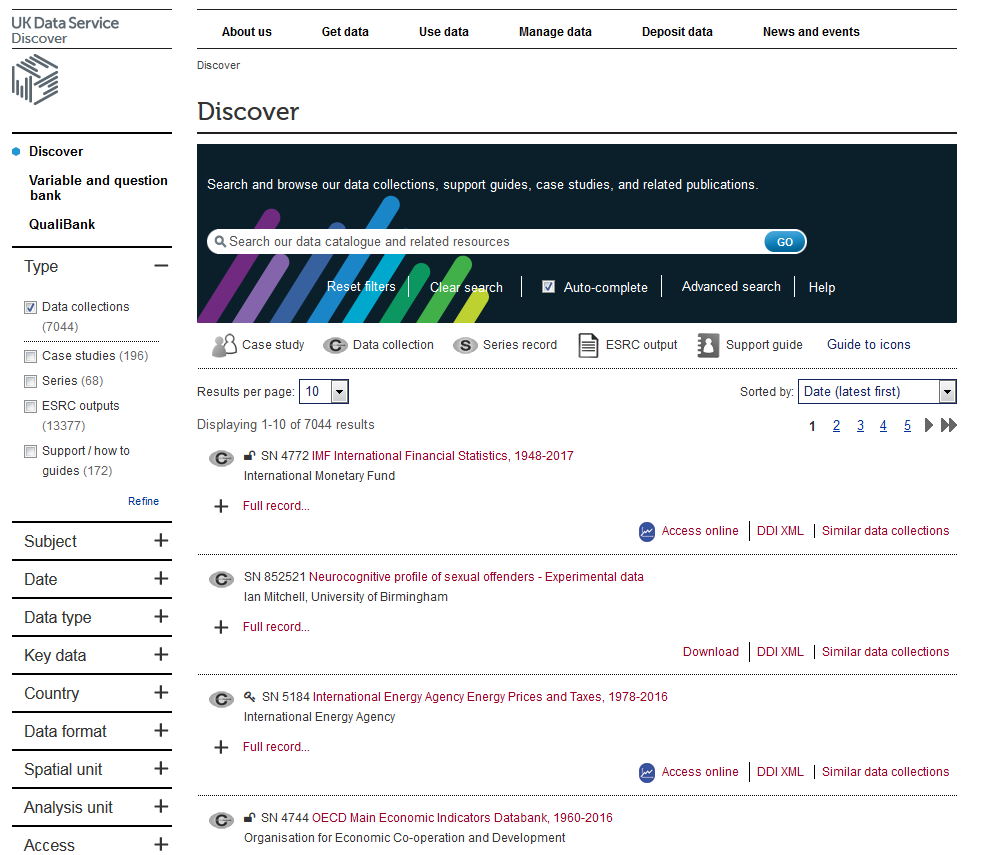 UK Data Service
Discover
About us
Get data
Use data
Manage data
Deposit data
News and events
Discover
Discover
Discover
Variable and question
bank
QualiBank
Type
Data collections
(7044)
Case studies (196)
Series (68)
ESRC outputs
(13377)
Support / how to
guides (172)
Refine
Subject
Date
Data type
Key data
Country
Data format
Spatial unit
Analysis unit
Access
Search and browse our data collections, support guides, case studies, and related publications.
Search our data catalogue and related resources
GO
Reset filters
Clear search
Auto-complete
Advanced search
Help
Case study
C Data collection
S Series record
ESRC output
Support guide
Guide to icons
Results per page: 10
Sorted by: Date (latest first)
Displaying 1-10 of 7044 results
1 2 3 4 5
C SN 4772 IMF International Financial Statistics, 1948-2017
International Monetary Fund
Full record...
Access online | DDI XML | Similar data collections
C SN 852521 Neurocognitive profile of sexual offenders - Experimental data
Ian Mitchell, University of Birmingham
Full record...
Download | DDI XML | Similar data collections
C SN 5184 International Energy Agency Energy Prices and Taxes, 1978-2016
International Energy Agency
Full record...
Access online | DDI XML | Similar data collections
C SN 4744 OECD Main Economic Indicators Databank, 1960-2016
Organisation for Economic Co-operation and Development